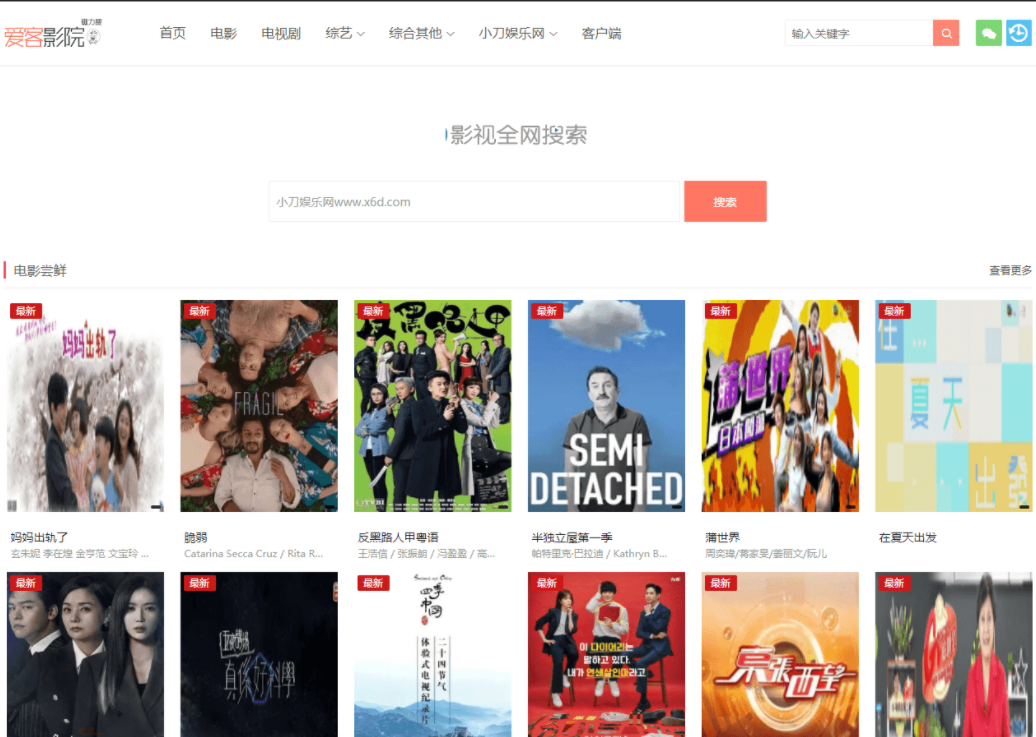 磁力熊
爱客影院
首页 电影 电视剧 综艺 综合其他 小刀娱乐网 客户端
输入关键字
影视全网搜索
小刀娱乐网www.x6d.com
搜索
电影尝鲜
查看更多
最新 最新 最新 最新 最新 最新
妈妈出轨了
FRAGIL
反黑路人甲
SEMI
DETACHED
蒲·世界
日本
住...
夏天
出發
妈妈出轨了 脆弱 反黑路人甲粤语 半独立屋第一季 蒲世界 在夏天出发
玄朱妮 李在煌 金亨范 文宝玲 ... Catarina Secca Cruz / Rita R... 王浩信 / 张振朗 / 冯盈盈 / 高... 帕特里克·巴拉迪 / Kathryn B... 周奕玮/蒋家旻/姜丽文/阮儿
最新 最新 最新 最新 最新 最新
真係好科學
四季
中国
二十四节气
体验式电视纪录片
이 다이어리는
말하고 있다.
내가 연쇄살인마라고
東張西望